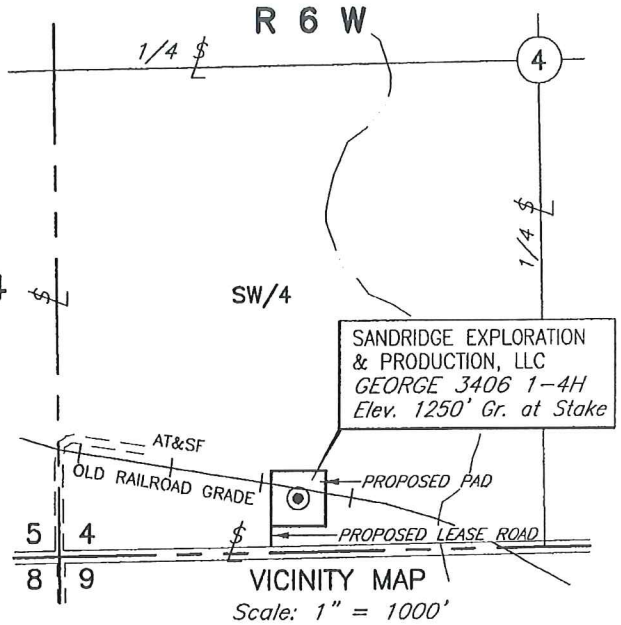 R 6 W
1/4 $
4
1/4 $
$
SW/4
SANDRIDGE EXPLORATION
& PRODUCTION, LLC
GEORGE 3406 1-4H
Elev. 1250' Gr. at Stake
AT&SF
OLD RAILROAD GRADE
PROPOSED PAD
PROPOSED LEASE ROAD
$
5 4
8 9
VICINITY MAP
Scale: 1" = 1000'